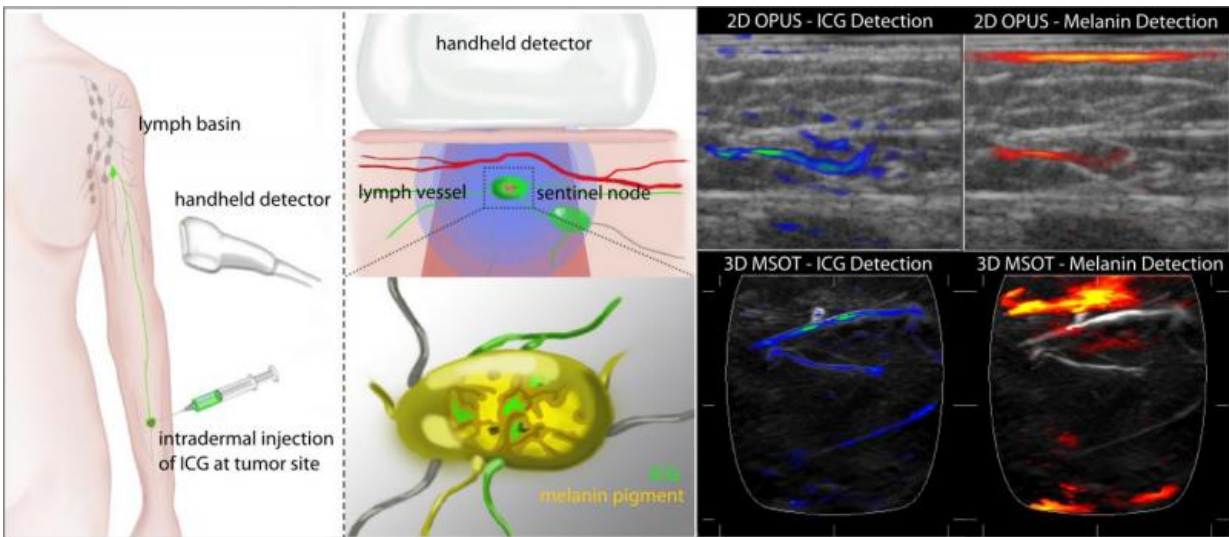 lymph basin
handheld detector
intradermal injection
of ICG at tumor site
handheld detector
lymph vessel
sentinel node
ICG
melanin pigment
2D OPUS - ICG Detection
2D OPUS - Melanin Detection
3D MSOT - ICG Detection
3D MSOT - Melanin Detection